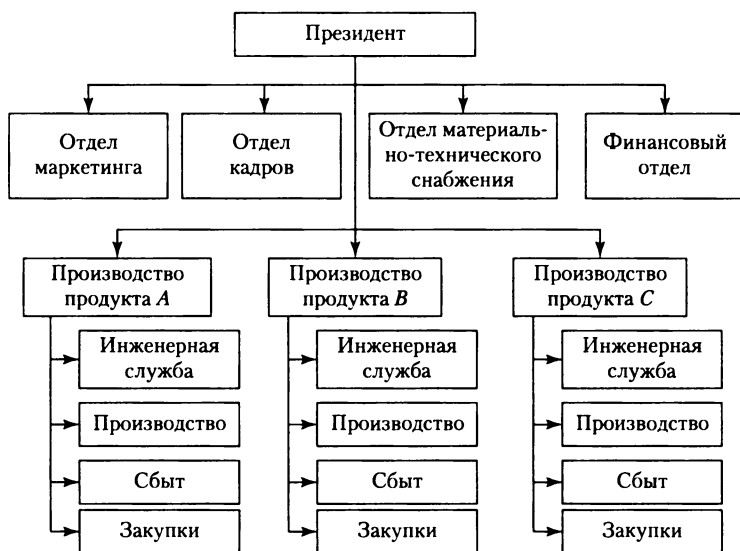 Президент
Отдел
маркетинга
Отдел
кадров
Отдел материаль-
но-технического
снабжения
Финансовый
отдел
Производство
продукта A
Производство
продукта B
Производство
продукта C
Инженерная
служба
Производство
Сбыт
Закупки
Инженерная
служба
Производство
Сбыт
Закупки
Инженерная
служба
Производство
Сбыт
Закупки